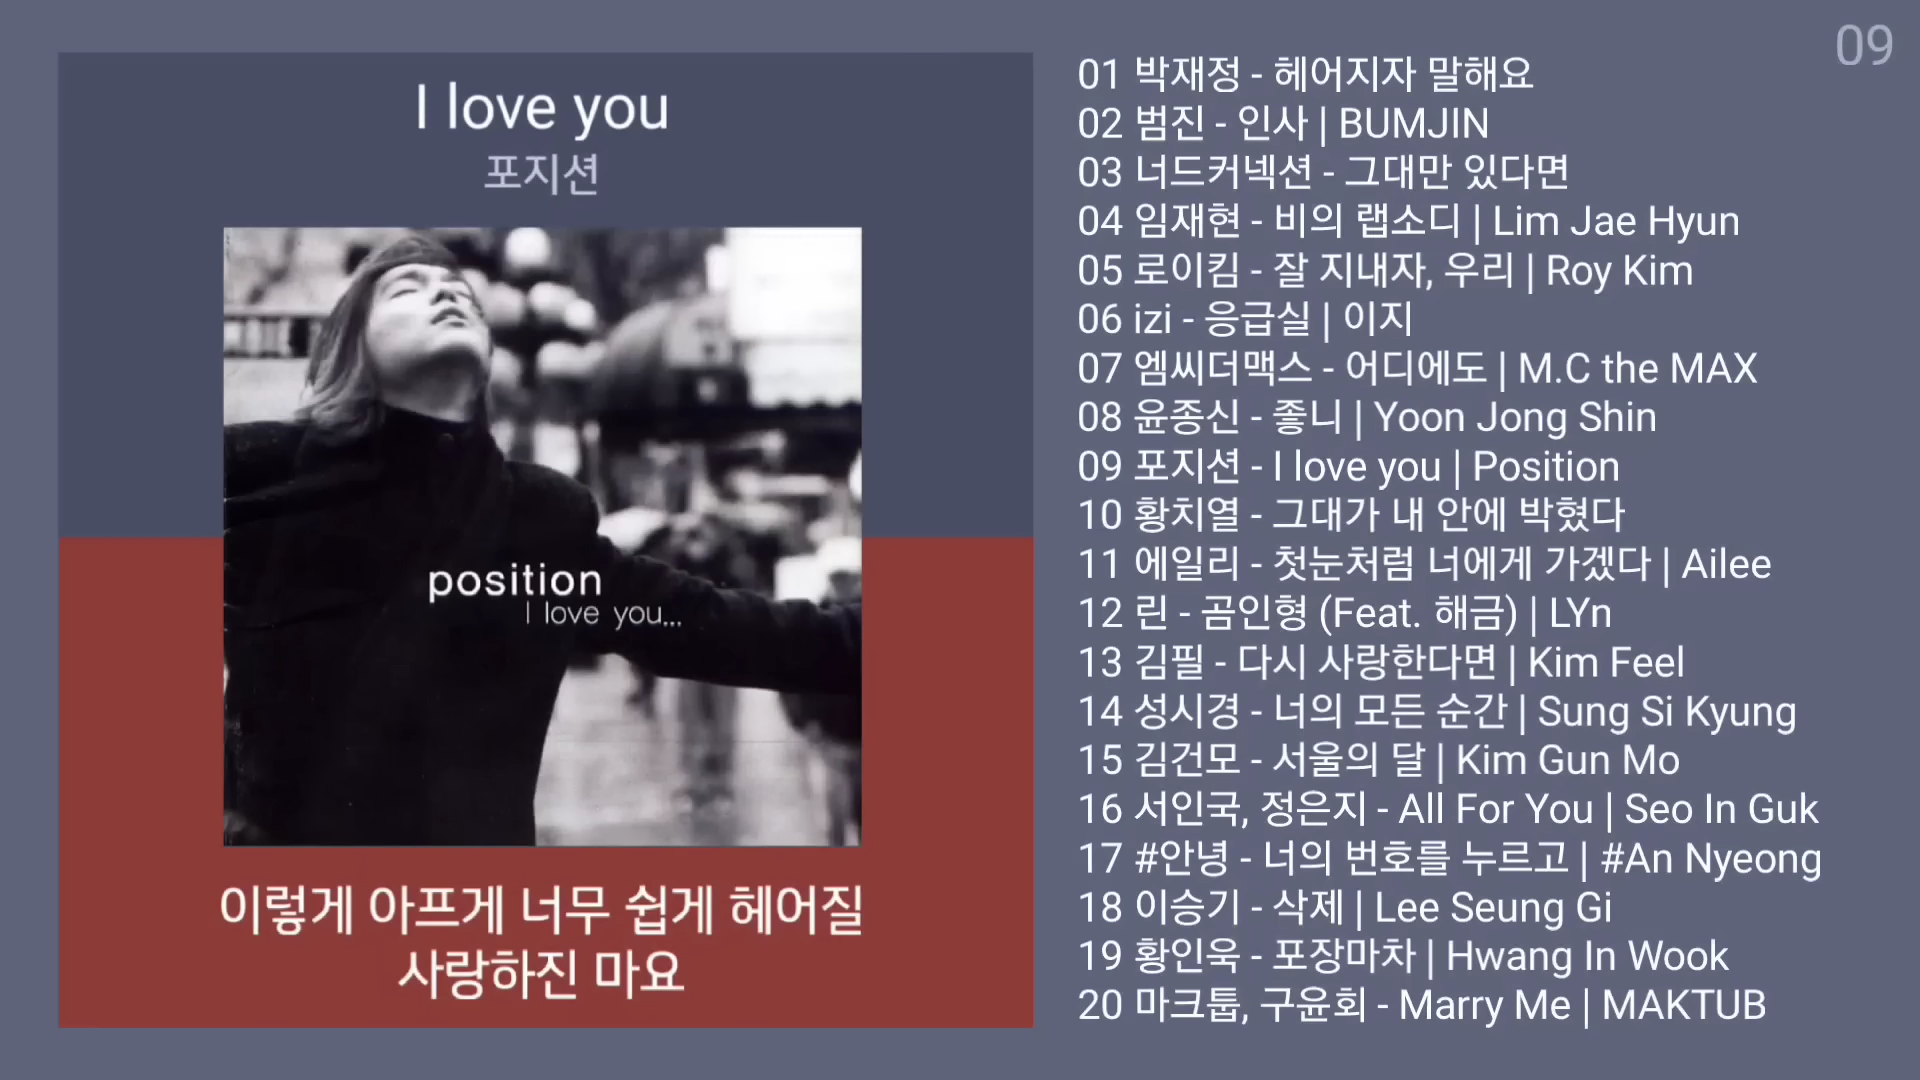 09
I love you
포지션
position
I love you...
이렇게 아프게 너무 쉽게 헤어질
사랑하진 마요
01 박재정 - 헤어지자 말해요
02 범진 - 인사 | BUMJIN
03 너드커넥션 - 그대만 있다면
04 임재현 - 비의 랩소디 | Lim Jae Hyun
05 로이킴 - 잘 지내자, 우리 | Roy Kim
06 izi - 응급실 | 이지
07 엠씨더맥스 - 어디에도 | M.C the MAX
08 윤종신 - 좋니 | Yoon Jong Shin
09 포지션 - I love you | Position
10 황치열 - 그대가 내 안에 박혔다
11 에일리 - 첫눈처럼 너에게 가겠다 | Ailee
12 린 - 곰인형 (Feat. 해금) | LYn
13 김필 - 다시 사랑한다면 | Kim Feel
14 성시경 - 너의 모든 순간 | Sung Si Kyung
15 김건모 - 서울의 달 | Kim Gun Mo
16 서인국, 정은지 - All For You | Seo In Guk
17 #안녕 - 너의 번호를 누르고 | #An Nyeong
18 이승기 - 삭제 | Lee Seung Gi
19 황인욱 - 포장마차 | Hwang In Wook
20 마크툽, 구윤회 - Marry Me | MAKTUB